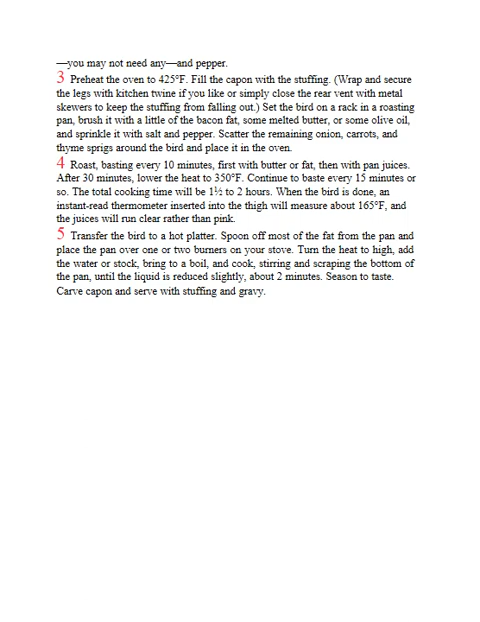 —you may not need any—and pepper.
3 Preheat the oven to 425°F. Fill the capon with the stuffing. (Wrap and secure
the legs with kitchen twine if you like or simply close the rear vent with metal
skewers to keep the stuffing from falling out.) Set the bird on a rack in a roasting
pan, brush it with a little of the bacon fat, some melted butter, or some olive oil,
and sprinkle it with salt and pepper. Scatter the remaining onion, carrots, and
thyme sprigs around the bird and place it in the oven.
4 Roast, basting every 10 minutes, first with butter or fat, then with pan juices.
After 30 minutes, lower the heat to 350°F. Continue to baste every 15 minutes or
so. The total cooking time will be 1½ to 2 hours. When the bird is done, an
instant-read thermometer inserted into the thigh will measure about 165°F, and
the juices will run clear rather than pink.
5 Transfer the bird to a hot platter. Spoon off most of the fat from the pan and
place the pan over one or two burners on your stove. Turn the heat to high, add
the water or stock, bring to a boil, and cook, stirring and scraping the bottom of
the pan, until the liquid is reduced slightly, about 2 minutes. Season to taste.
Carve capon and serve with stuffing and gravy.